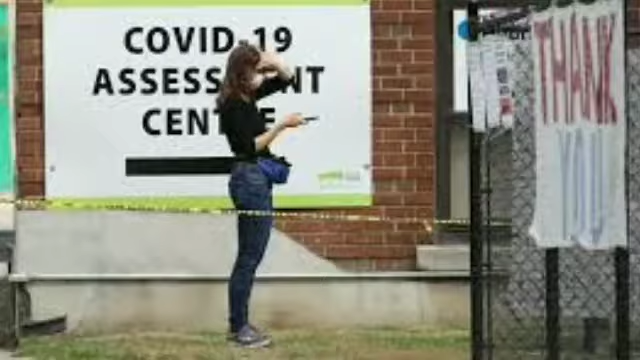 COVID-19
ASSESSMENT
CENTRE
THANK
YOU